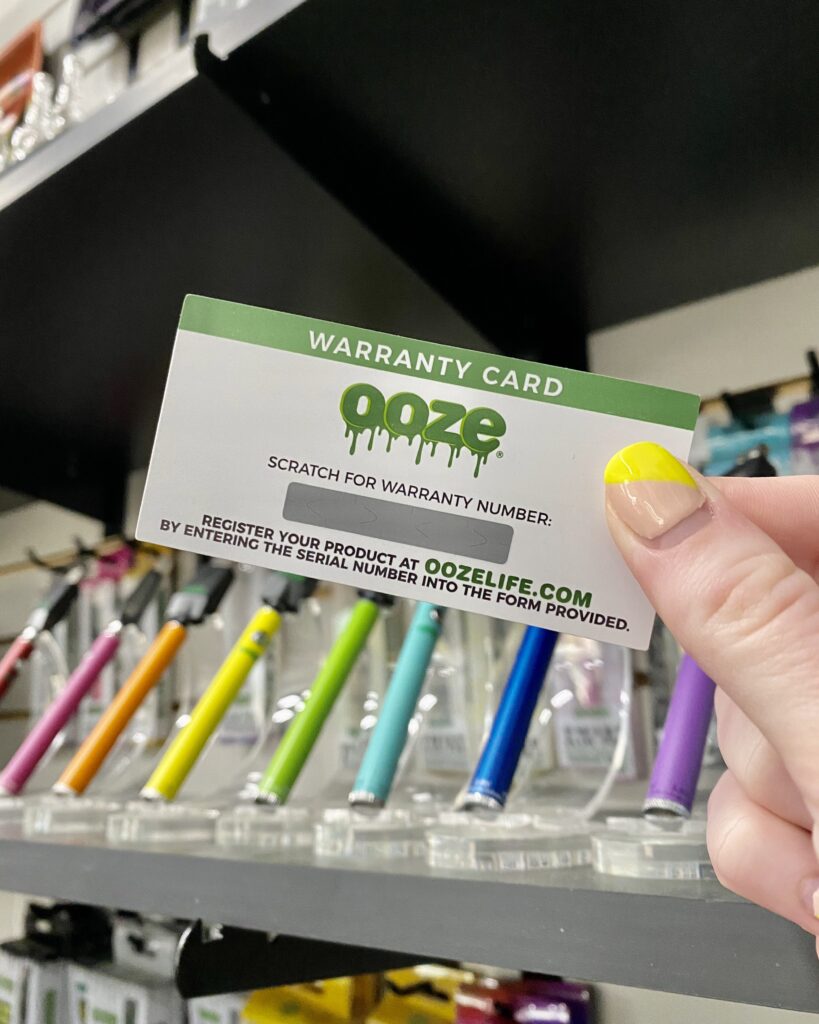 WARRANTY CARD
ooze®
SCRATCH FOR WARRANTY NUMBER:
REGISTER YOUR PRODUCT AT OOZELIFE.COM
BY ENTERING THE SERIAL NUMBER INTO THE FORM PROVIDED.